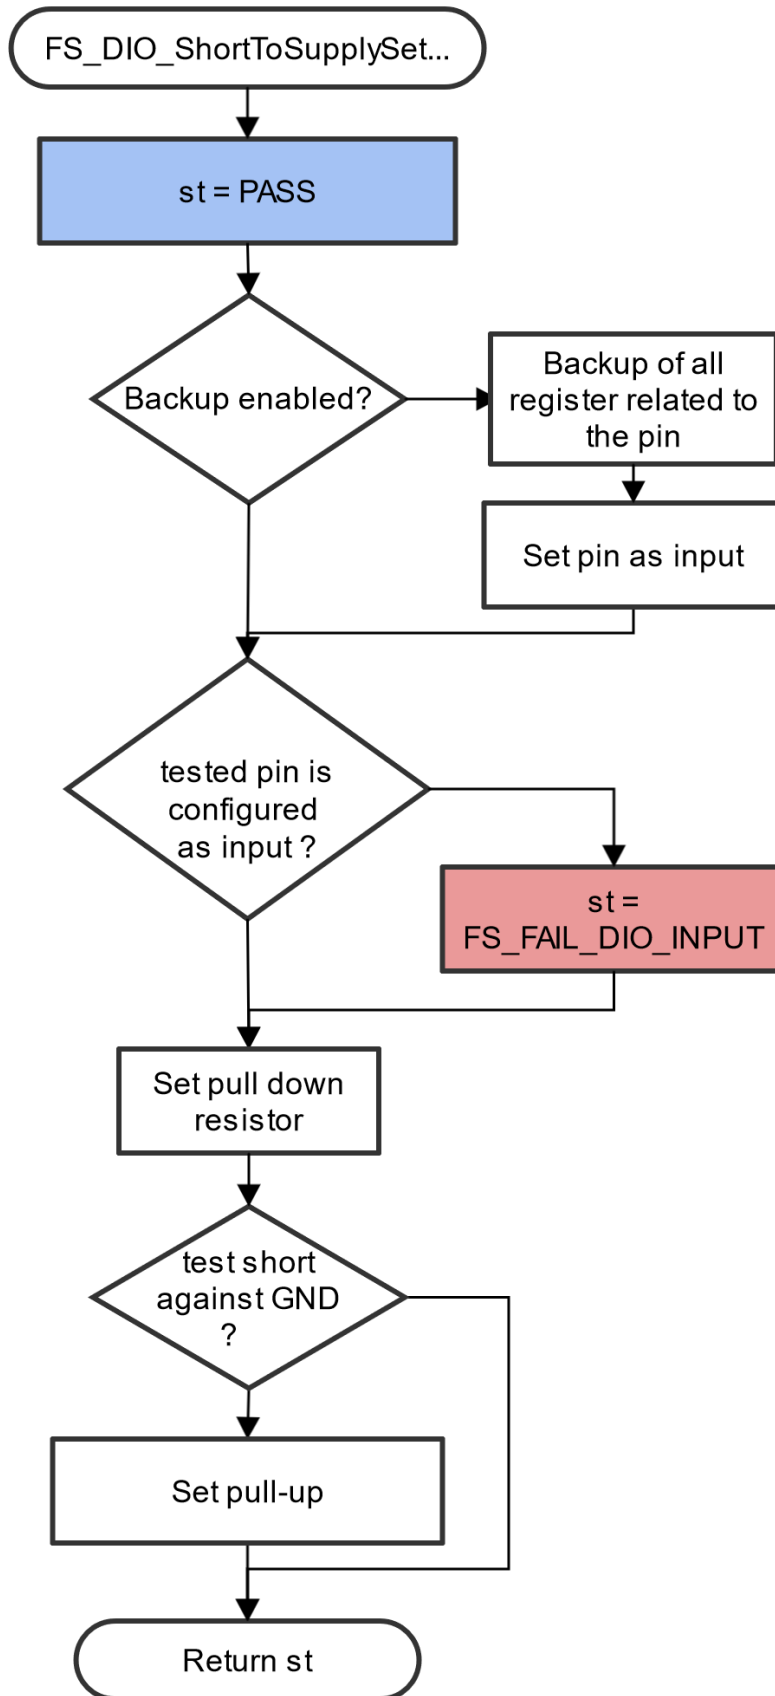 FS_DIO_ShortToSupplySet...
st = PASS
Backup enabled?
Backup of all
register related to
the pin
Set pin as input
tested pin is
configured
as input ?
st =
FS_FAIL_DIO_INPUT
Set pull down
resistor
test short
against GND
?
Set pull-up
Return st